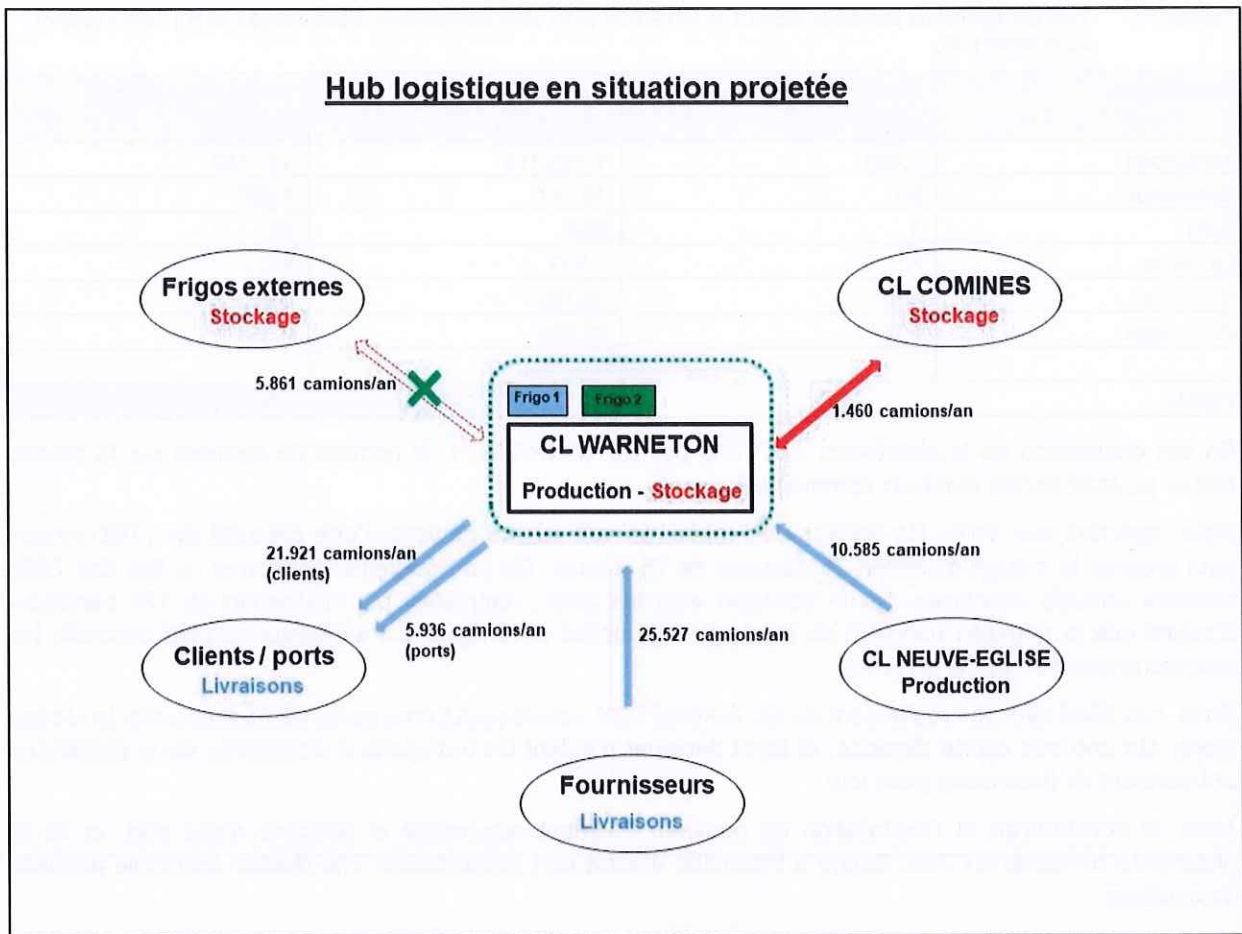 Hub logistique en situation projetée
Frigos externes
Stockage
CL COMINES
Stockage
5.861 camions/an
1.460 camions/an
Frigo 1
Frigo 2
CL WARNETON
Production - Stockage
21.921 camions/an
(clients)
5.936 camions/an
(ports)
25.527 camions/an
10.585 camions/an
Clients / ports
Livraisons
CL NEUVE-EGLISE
Production
Fournisseurs
Livraisons